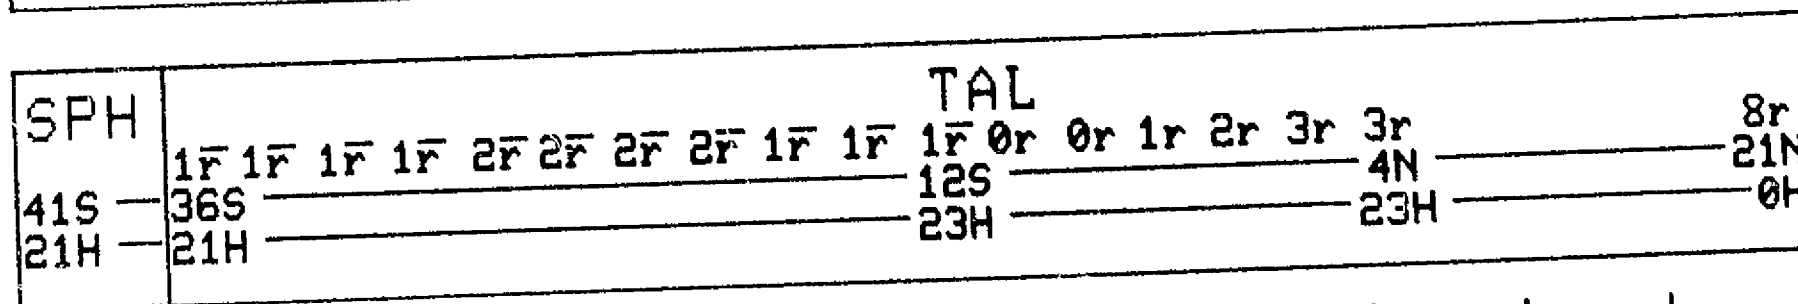 TAL
SPH
1r̅ 1r̅ 1r̅ 1r̅ 2r̅ 2r̅ 2r̅ 2r̅ 1r̅ 1r̅ 1r̅ 0r 0r 1r 2r 3r 3r 8r
41S 36S 12S 4N 21N
21H 21H 23H 23H 0H